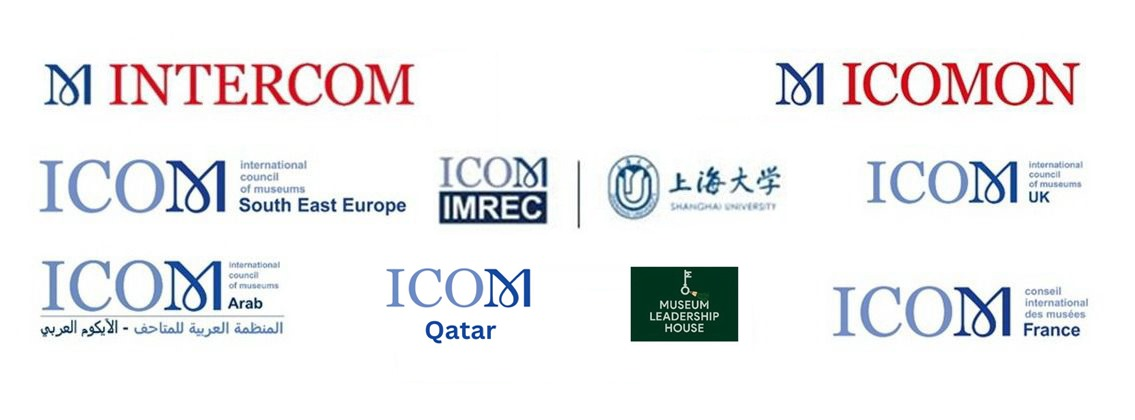 INTERCOM
ICOMON
ICOM
international
council
of museums
South East Europe
ICOM
IMREC
上海大学
SHANGHAI UNIVERSITY
ICOM
international
council
of museums
UK
ICOM
international
council
of museums
Arab
المنظمة العربية للمتاحف - الأيكوم العربي
ICOM
Qatar
MUSEUM
LEADERSHIP
HOUSE
ICOM
conseil
international
des musées
France